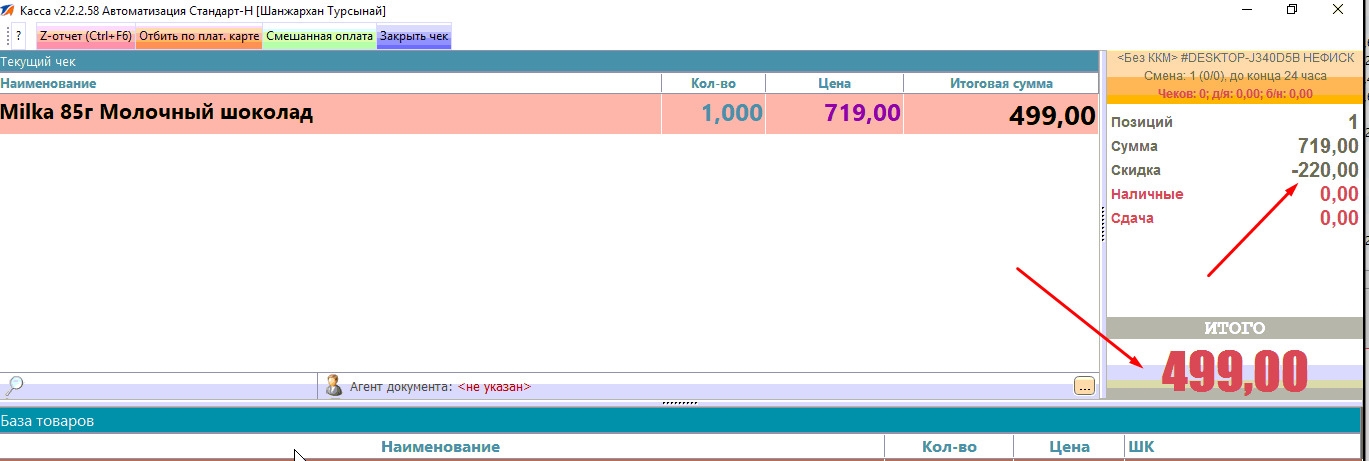 Касса v2.2.2.58 Автоматизация Стандарт-Н [Шанжархан Турсынай]
? Z-отчет (Ctrl+F6) Отбить по плат. карте Смешанная оплата Закрыть чек
Текущий чек
Наименование Кол-во Цена Итоговая сумма
Milka 85г Молочный шоколад 1,000 719,00 499,00
<Без ККМ> #DESKTOP-J340D5B НЕФИСК
Смена: 1 (0/0), до конца 24 часа
Чеков: 0; д/я: 0,00; б/н: 0,00
Позиций 1
Сумма 719,00
Скидка -220,00
Наличные 0,00
Сдача 0,00
ИТОГО
499,00
Агент документа: <не указан> ...
База товаров
Наименование Кол-во Цена ШК